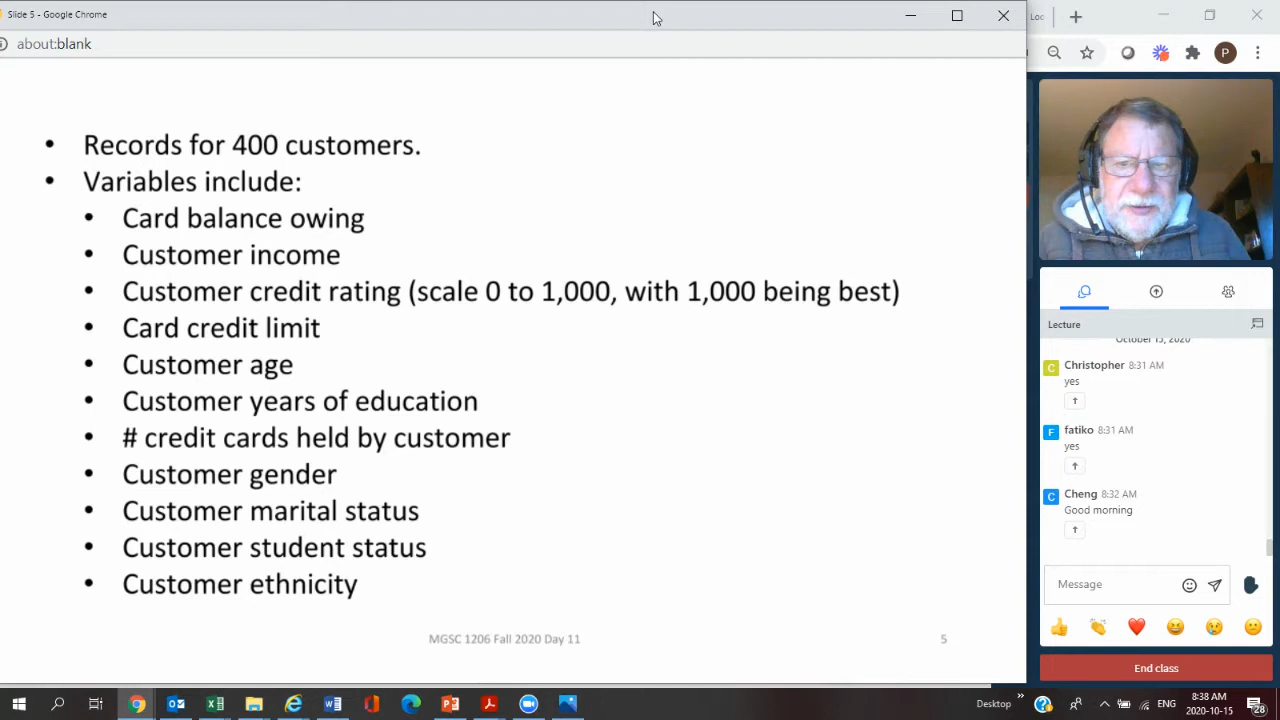 Slide 5 - Google Chrome
about:blank
• Records for 400 customers.
• Variables include:
• Card balance owing
• Customer income
• Customer credit rating (scale 0 to 1,000, with 1,000 being best)
• Card credit limit
• Customer age
• Customer years of education
• # credit cards held by customer
• Customer gender
• Customer marital status
• Customer student status
• Customer ethnicity
MGSC 1206 Fall 2020 Day 11
5
P
Lecture
October 15, 2020
C
Christopher 8:31 AM
yes
F
fatiko 8:31 AM
yes
C
Cheng 8:32 AM
Good morning
Message
End class
Desktop
ENG
8:38 AM
2020-10-15
28